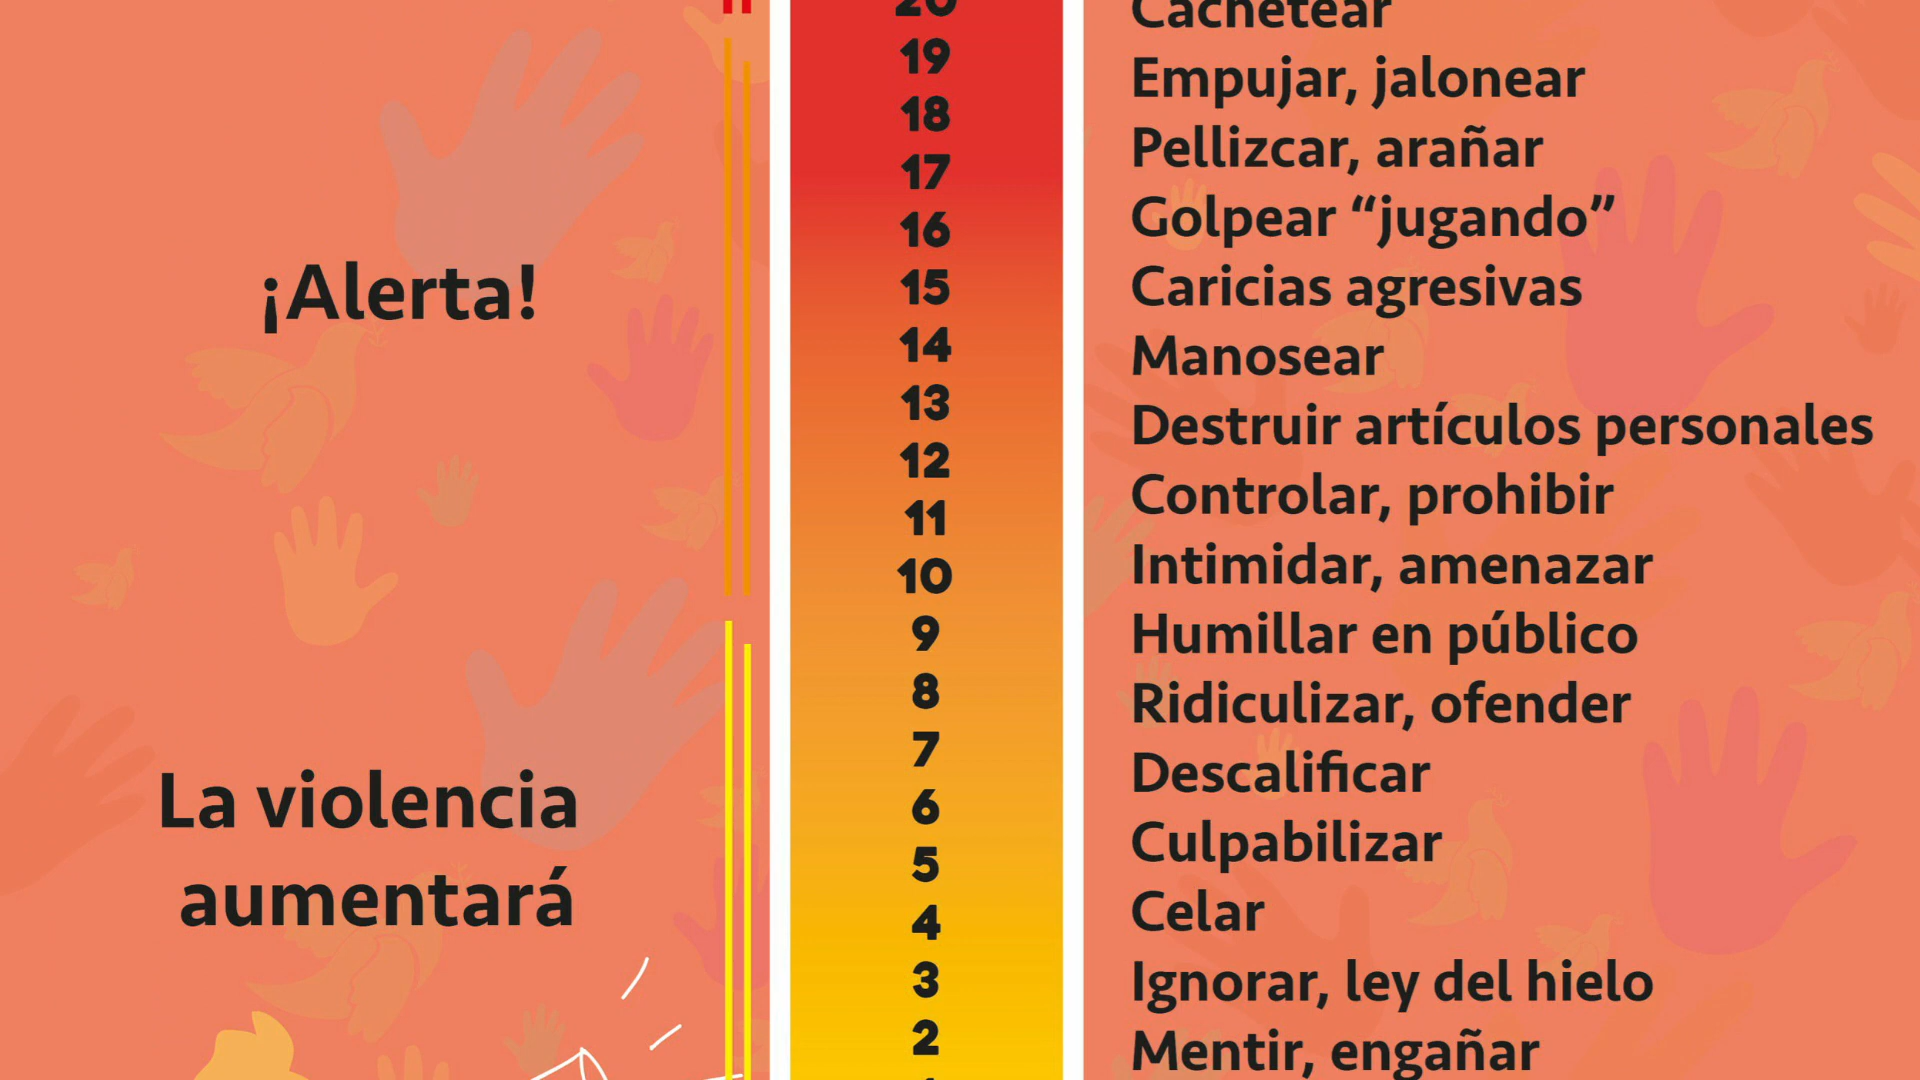 ¡Alerta!
La violencia
aumentará
20
19
18
17
16
15
14
13
12
11
10
9
8
7
6
5
4
3
2
Cachetear
Empujar, jalonear
Pellizcar, arañar
Golpear “jugando”
Caricias agresivas
Manosear
Destruir artículos personales
Controlar, prohibir
Intimidar, amenazar
Humillar en público
Ridiculizar, ofender
Descalificar
Culpabilizar
Celar
Ignorar, ley del hielo
Mentir, engañar